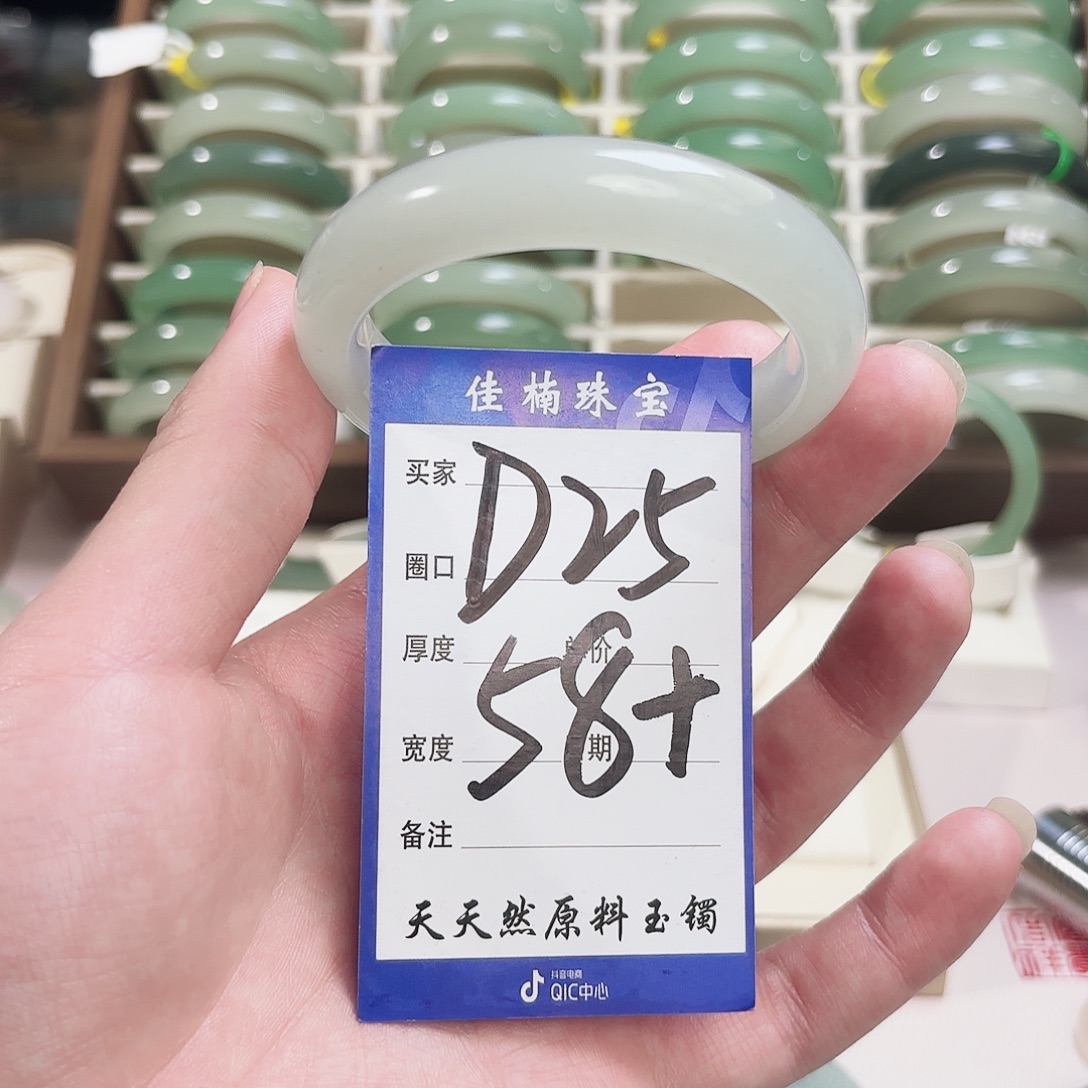 佳楠珠宝
买家
D25
圈口
厚度 单价
58+
宽度 期
备注
天天然原料玉镯
抖音电商
QIC中心